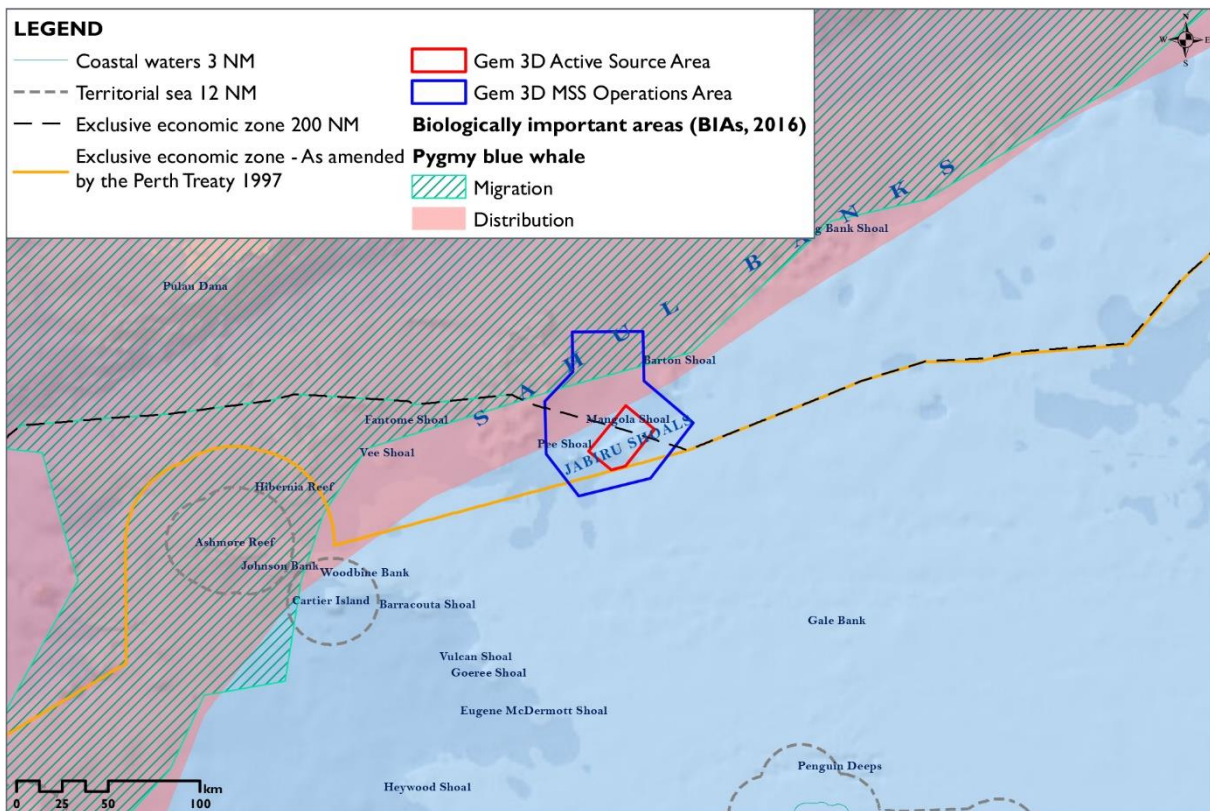 LEGEND
Coastal waters 3 NM
Territorial sea 12 NM
Exclusive economic zone 200 NM
Exclusive economic zone - As amended
by the Perth Treaty 1997
Gem 3D Active Source Area
Gem 3D MSS Operations Area
Biologically important areas (BIAs, 2016)
Pygmy blue whale
Migration
Distribution
N
W E
S
SAHUL BANKS
g Bank Shoal
Pulau Dana
Barton Shoal
Fantome Shoal
Mangola Shoal
Pee Shoal
JABIRU SHOALS
Vee Shoal
Hibernia Reef
Ashmore Reef
Johnson Bank
Woodbine Bank
Cartier Island
Barracouta Shoal
Gale Bank
Vulcan Shoal
Goeree Shoal
Eugene McDermott Shoal
Penguin Deeps
Heywood Shoal
km
0 25 50 100